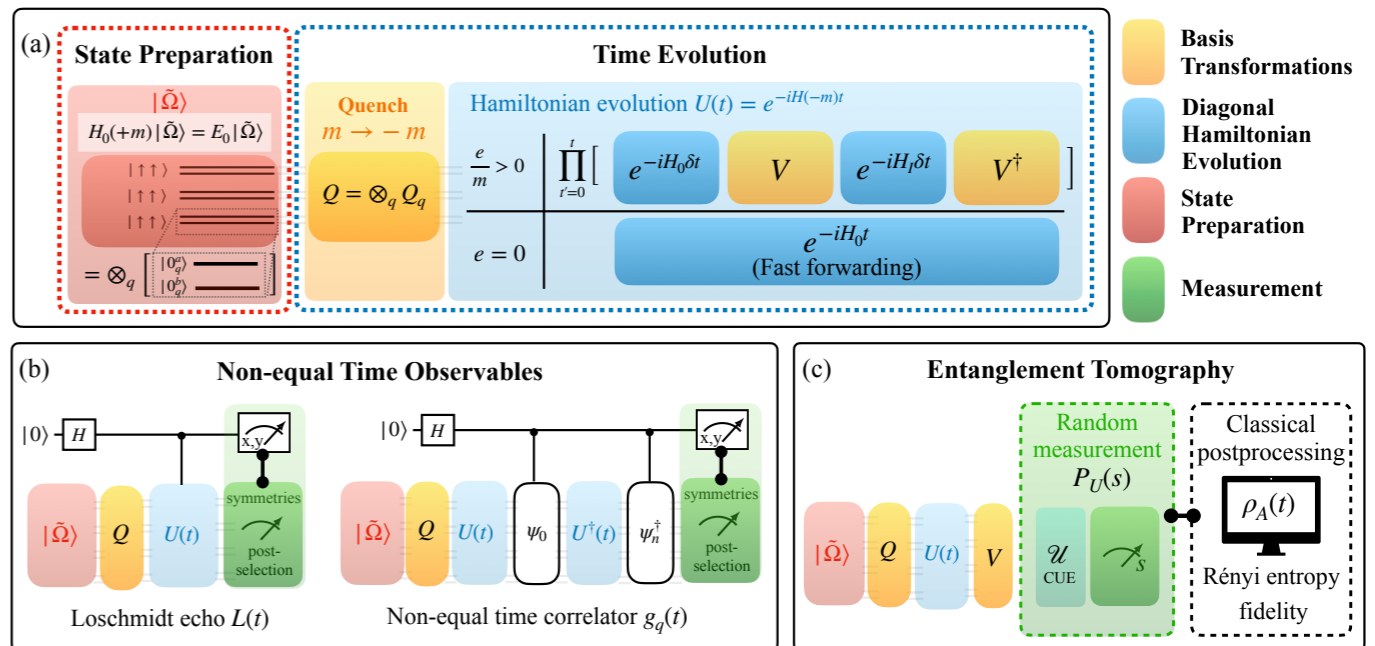 (a)
State Preparation
|Ω̃⟩
H₀(+m)|Ω̃⟩ = E₀|Ω̃⟩
|↑↑⟩
|↑↑⟩
|↑↑⟩
= ⊗_q [ |0_q^a⟩ |0_q^b⟩ ]
Time Evolution
Quench
m → − m
Q = ⊗_q Q_q
Hamiltonian evolution U(t) = e^{−iH(−m)t}
e/m > 0
∏_{t′=0}^{t} [ e^{−iH₀δt} V e^{−iH_Iδt} V† ]
e = 0
e^{−iH₀t}
(Fast forwarding)
Basis
Transformations
Diagonal
Hamiltonian
Evolution
State
Preparation
Measurement
(b)
Non-equal Time Observables
|0⟩ H x,y
symmetries
|Ω̃⟩ Q U(t)
post-
selection
Loschmidt echo L(t)
|0⟩ H x,y
symmetries
|Ω̃⟩ Q U(t) ψ₀ U†(t) ψ_n†
post-
selection
Non-equal time correlator g_q(t)
(c)
Entanglement Tomography
|Ω̃⟩ Q U(t) V
Random
measurement
P_U(s)
𝒰
CUE
s
Classical
postprocessing
ρ_A(t)
Rényi entropy
fidelity